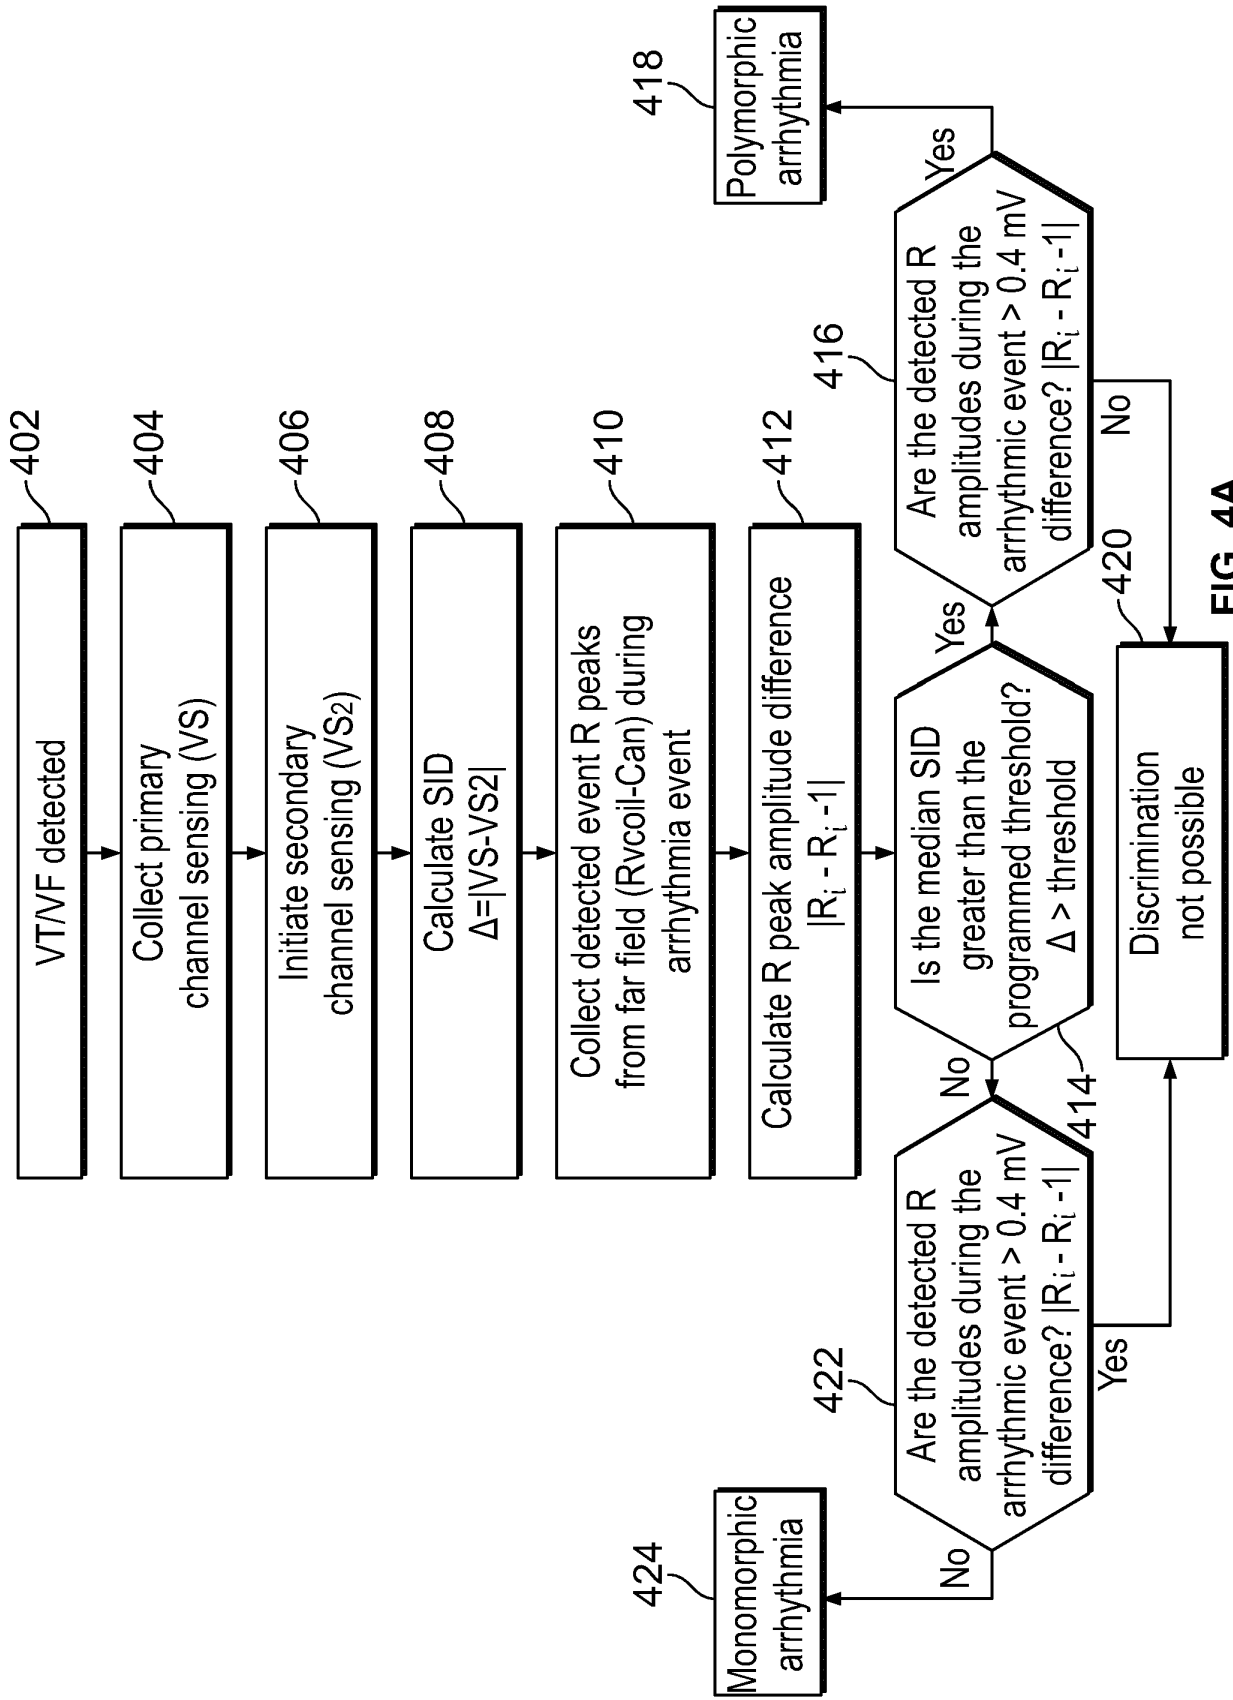 VT/VF detected
402
Collect primary
channel sensing (VS)
404
Initiate secondary
channel sensing (VS2)
406
Calculate SID
Δ=|VS-VS2|
408
Collect detected event R peaks
from far field (Rvcoil-Can) during
arrhythmia event
410
Calculate R peak amplitude difference
|Ri - Ri -1|
412
Is the median SID
greater than the
programmed threshold?
Δ > threshold
414
No
Yes
Are the detected R
amplitudes during the
arrhythmic event > 0.4 mV
difference? |Ri - Ri -1|
422
No
Yes
Monomorphic
arrhythmia
424
Are the detected R
amplitudes during the
arrhythmic event > 0.4 mV
difference? |Ri - Ri -1|
416
Yes
No
Polymorphic
arrhythmia
418
Discrimination
not possible
420
FIG. 4A